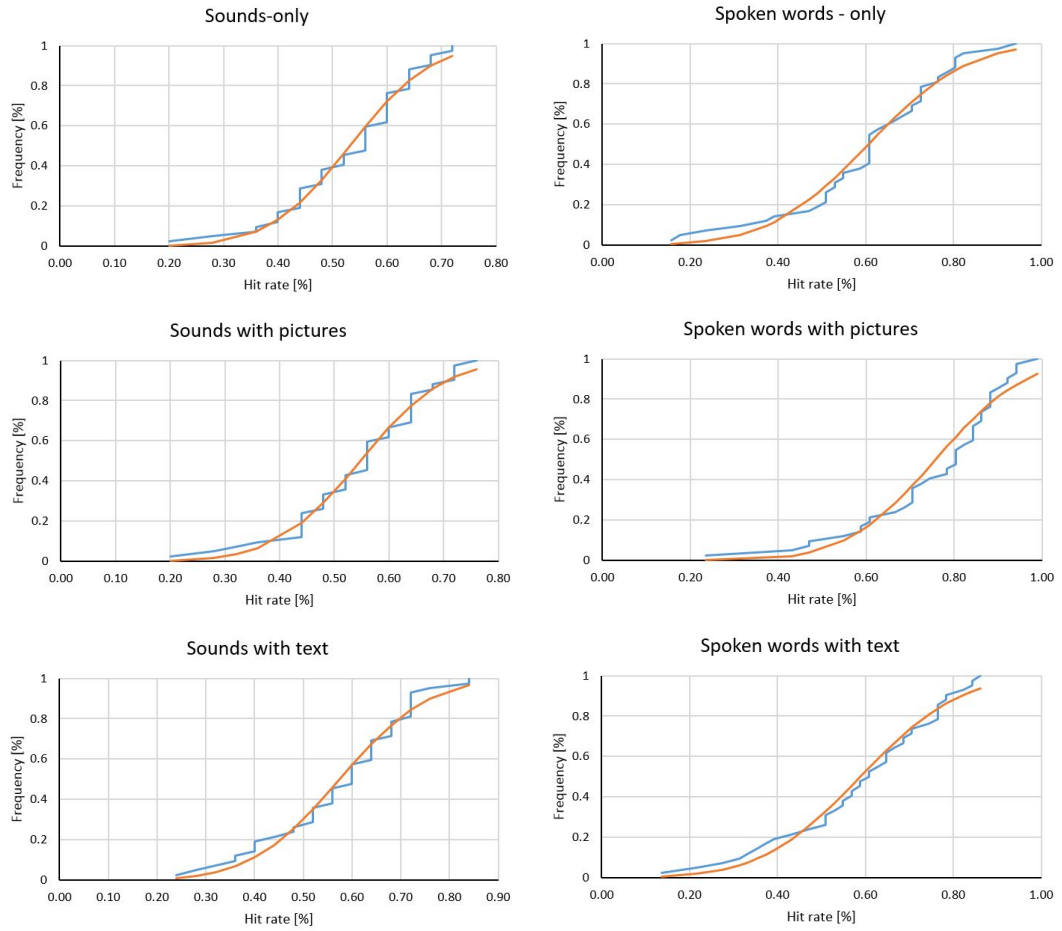 Sounds-only
Frequency [%]
1
0.8
0.6
0.4
0.2
0
0.00 0.10 0.20 0.30 0.40 0.50 0.60 0.70 0.80
Hit rate [%]
Spoken words - only
Frequency [%]
1
0.8
0.6
0.4
0.2
0
0.00 0.20 0.40 0.60 0.80 1.00
Hit rate [%]
Sounds with pictures
Frequency [%]
1
0.8
0.6
0.4
0.2
0
0.00 0.10 0.20 0.30 0.40 0.50 0.60 0.70 0.80
Hit rate [%]
Spoken words with pictures
Frequency [%]
1
0.8
0.6
0.4
0.2
0
0.00 0.20 0.40 0.60 0.80 1.00
Hit rate [%]
Sounds with text
Frequency [%]
1
0.8
0.6
0.4
0.2
0
0.00 0.10 0.20 0.30 0.40 0.50 0.60 0.70 0.80 0.90
Hit rate [%]
Spoken words with text
Frequency [%]
1
0.8
0.6
0.4
0.2
0
0.00 0.20 0.40 0.60 0.80 1.00
Hit rate [%]